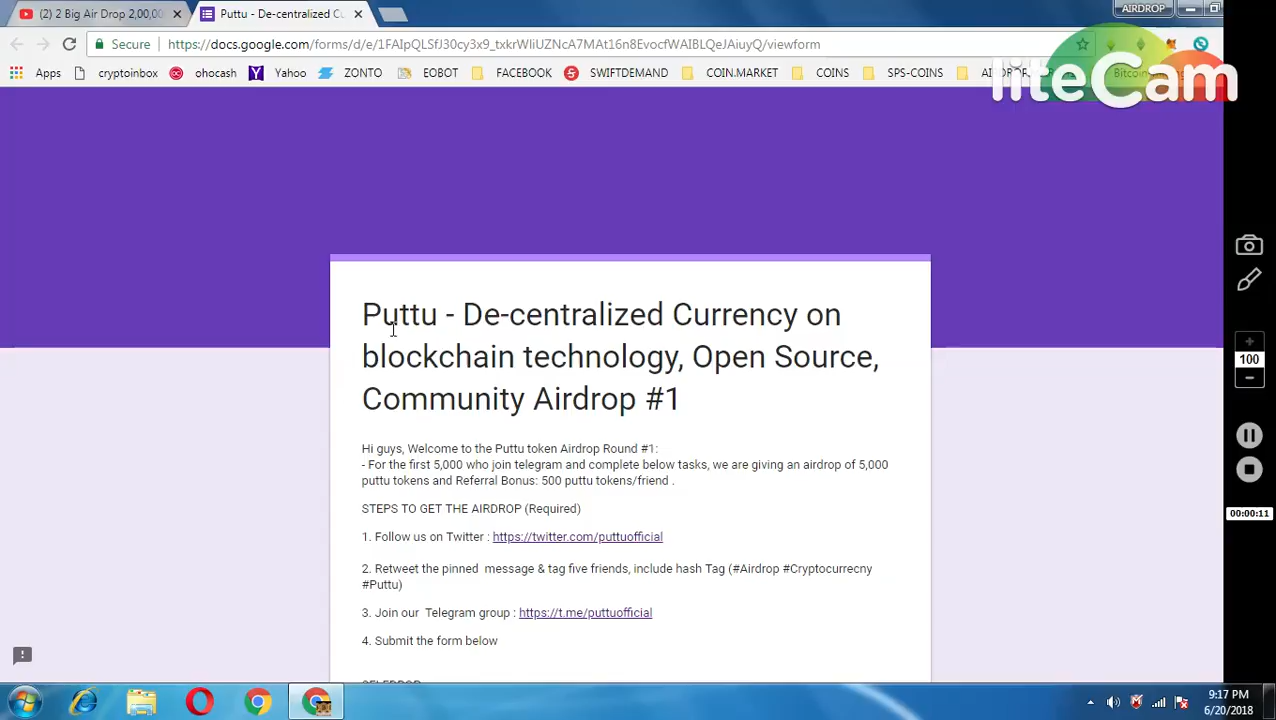 (2) 2 Big Air Drop 2,00,00
Puttu - De-centralized Cu
AIRDROP
Secure
https://docs.google.com/forms/d/e/1FAIpQLSfJ30cy3x9_txkrWliUZNcA7MAt16n8EvocfWAIBLQeJAiuyQ/viewform
Apps cryptoinbox ohocash Yahoo ZONTO EOBOT FACEBOOK SWIFTDEMAND COIN.MARKET COINS SPS-COINS
liteCam
Puttu - De-centralized Currency on
blockchain technology, Open Source,
Community Airdrop #1
Hi guys, Welcome to the Puttu token Airdrop Round #1:
- For the first 5,000 who join telegram and complete below tasks, we are giving an airdrop of 5,000
puttu tokens and Referral Bonus: 500 puttu tokens/friend .
STEPS TO GET THE AIRDROP (Required)
1. Follow us on Twitter : https://twitter.com/puttuofficial
2. Retweet the pinned message & tag five friends, include hash Tag (#Airdrop #Cryptocurrecny
#Puttu)
3. Join our Telegram group : https://t.me/puttuofficial
4. Submit the form below
100
00:00:11
9:17 PM
6/20/2018